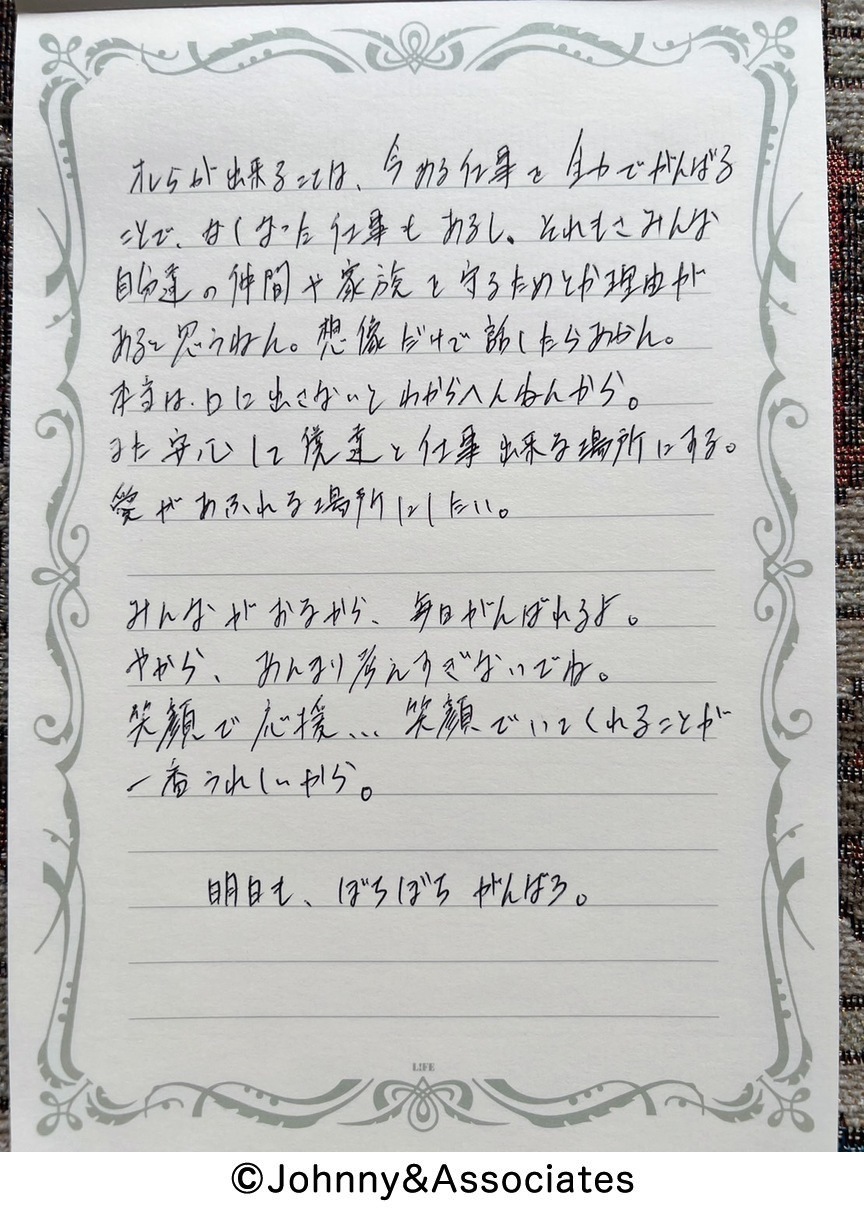 オレらが出来ることは、今ある仕事を全力でがんばる
ことで、なくなった仕事もあるし、それもさみんな
自分達の仲間や家族を守るためとか理由が
あると思うねん。想像だけで話したらあかん。
本当は、口に出さないとわからへんねんから。
また安心して僕達と仕事出来る場所にする。
愛があふれる場所にしたい。
みんながおるから、毎日がんばれるよ。
やから、あんまり考えすぎないでね。
笑顔で応援...笑顔でいてくれることが
一番うれしいから。
明日も、ぼちぼちがんばろ。
L!FE
©Johnny&Associates